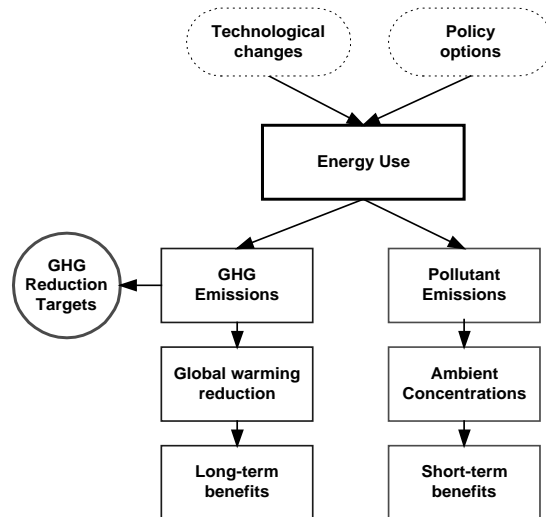 Technological
changes
Policy
options
Energy Use
GHG
Reduction
Targets
GHG
Emissions
Pollutant
Emissions
Global warming
reduction
Ambient
Concentrations
Long-term
benefits
Short-term
benefits